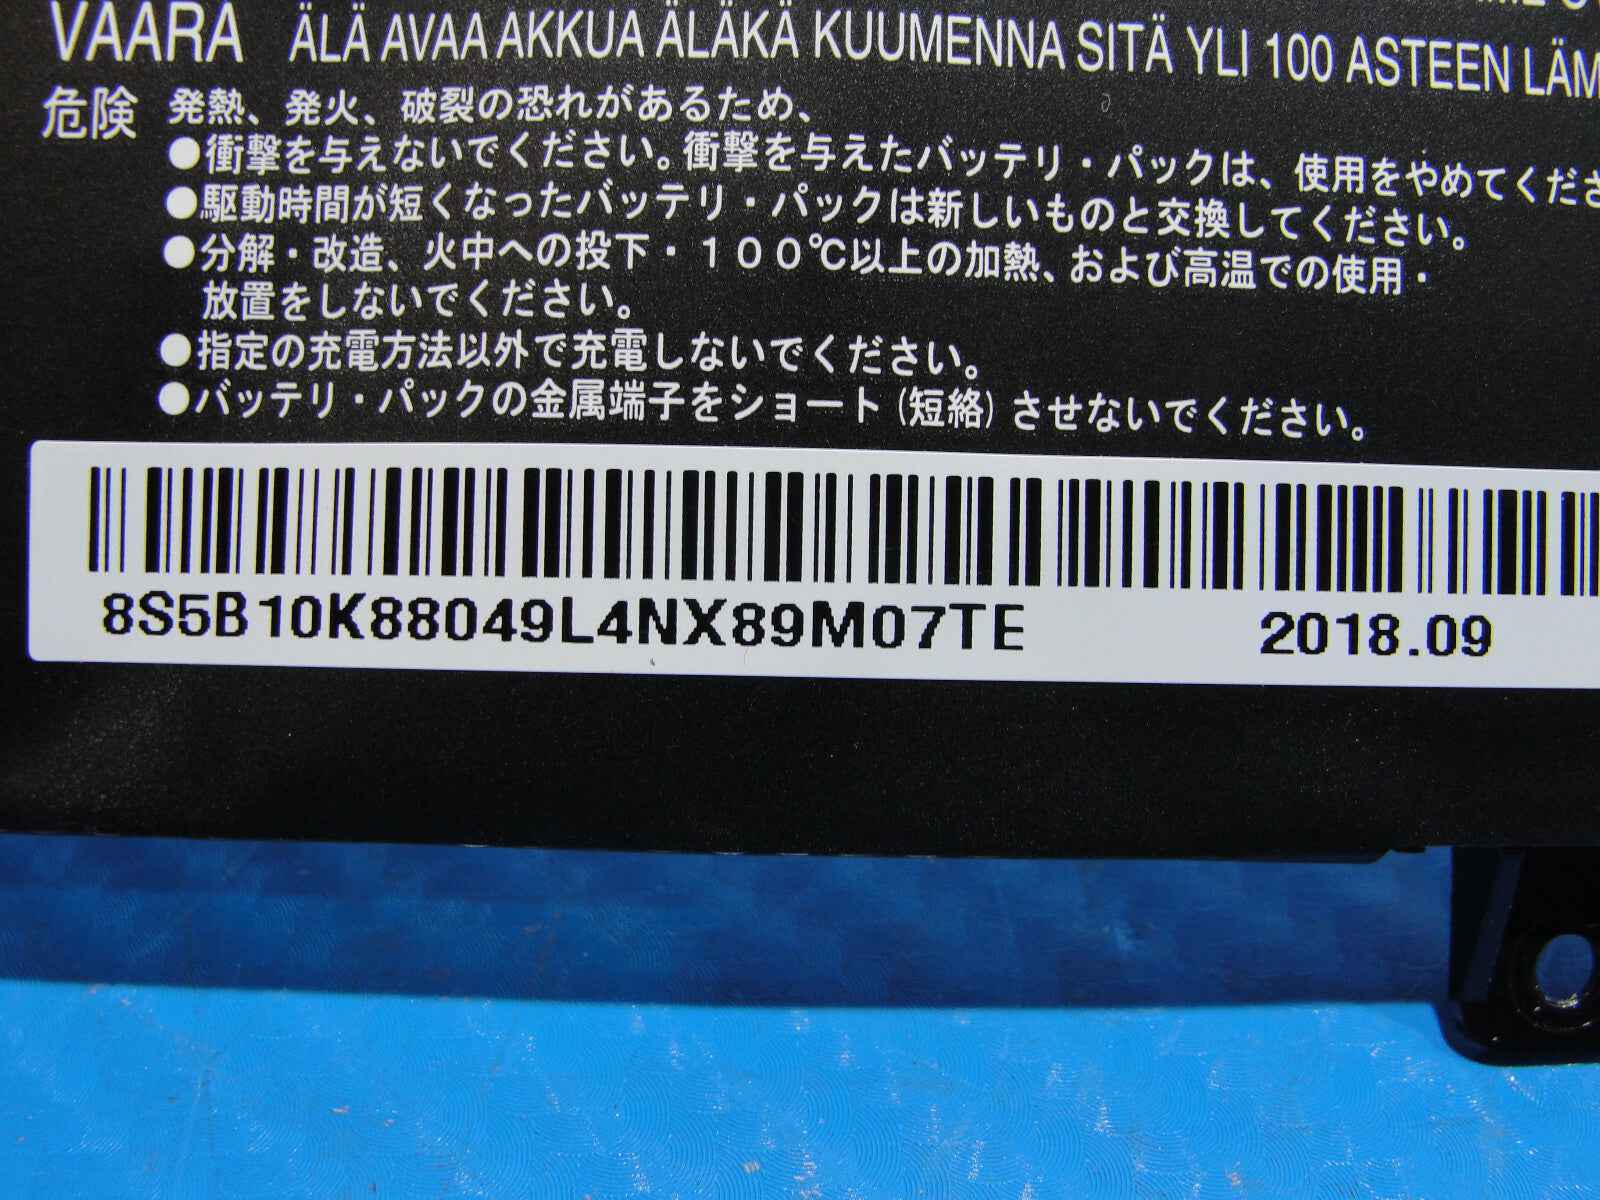 VAARA ÄLÄ AVAA AKKUA ÄLÄKÄ KUUMENNA SITÄ YLI 100 ASTEEN
危険 発熱、発火、破裂の恐れがあるため、
●衝撃を与えないでください。衝撃を与えたバッテリ・パックは、使用をやめてくださ
●駆動時間が短くなったバッテリ・パックは新しいものと交換してください。
●分解・改造、火中への投下・１００℃以上の加熱、および高温での使用・
放置をしないでください。
●指定の充電方法以外で充電しないでください。
●バッテリ・パックの金属端子をショート(短絡)させないでください。
8S5B10K88049L4NX89M07TE 2018.09